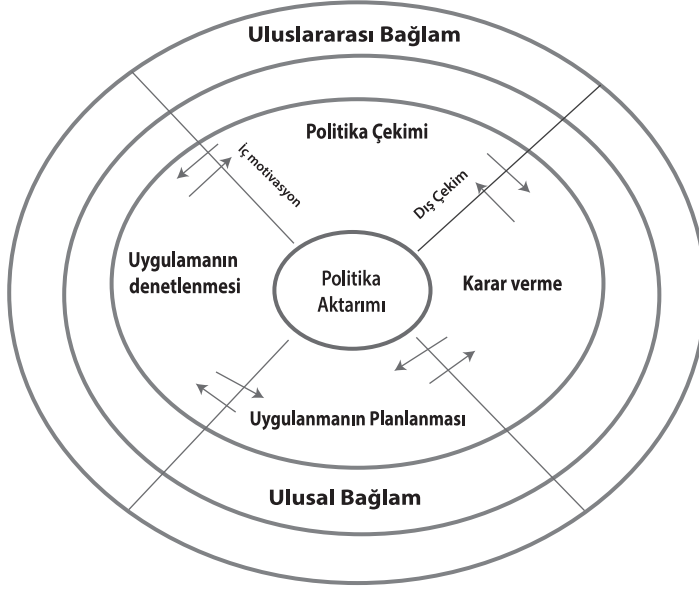 Uluslararası Bağlam
Politika Çekimi
İç motivasyon
Dış Çekim
Uygulamanın
denetlenmesi
Politika
Aktarımı
Karar verme
Uygulanmanın Planlanması
Ulusal Bağlam